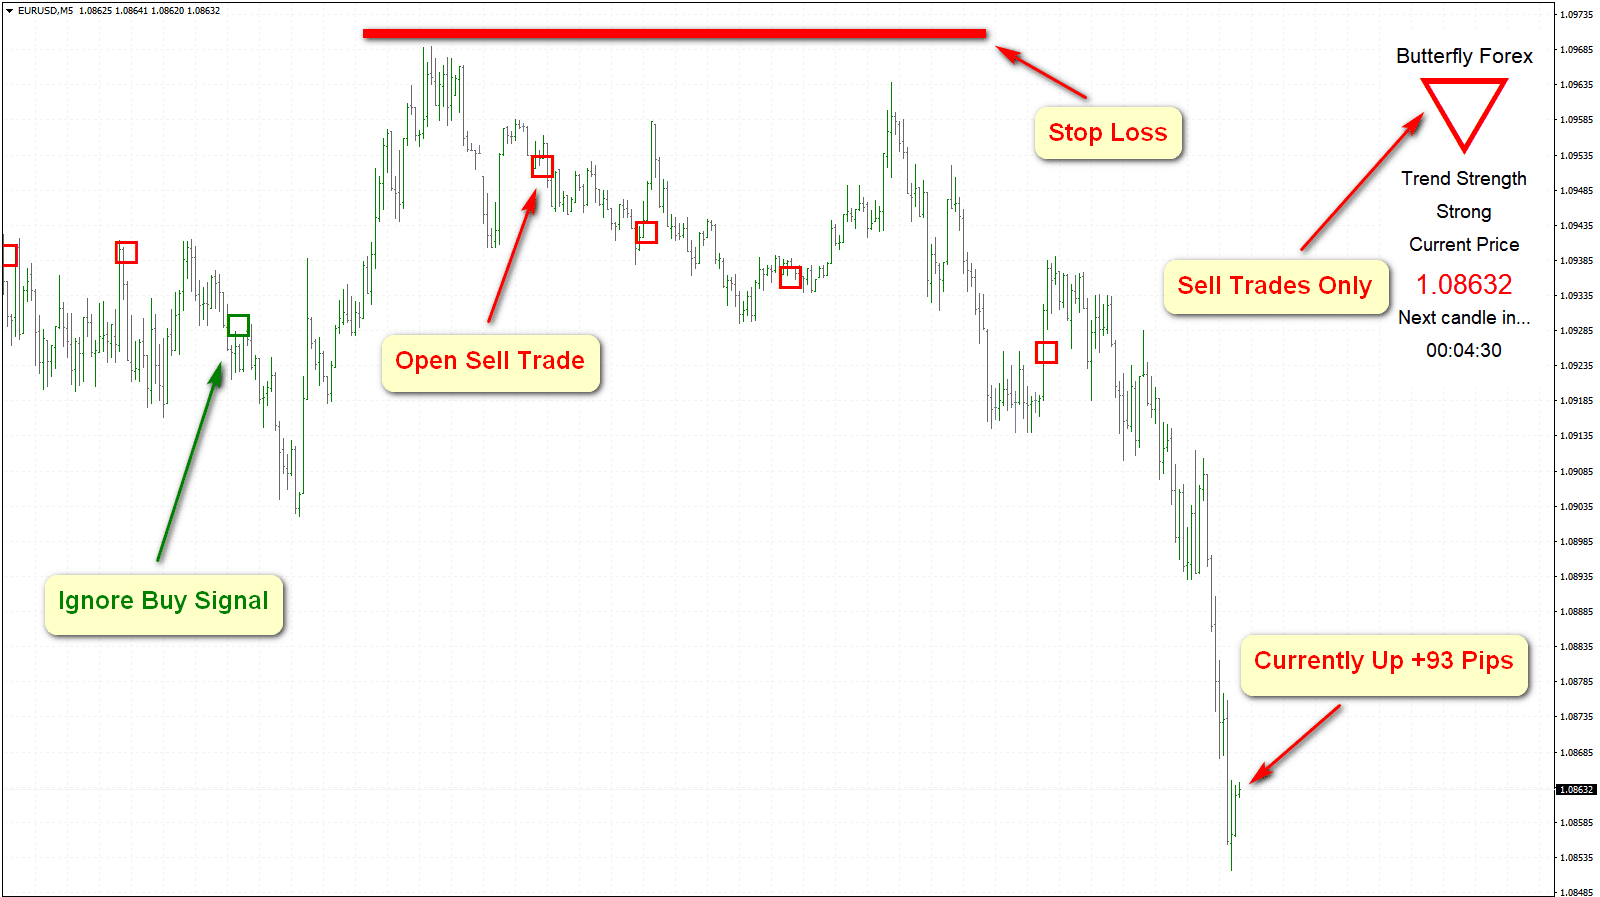 EURUSD,M5 1.08625 1.08641 1.08620 1.08632
Butterfly Forex
Stop Loss
Trend Strength
Strong
Current Price
1.08632
Next candle in...
00:04:30
Sell Trades Only
Open Sell Trade
Ignore Buy Signal
Currently Up +93 Pips
1.09735
1.09685
1.09635
1.09585
1.09535
1.09485
1.09435
1.09385
1.09335
1.09285
1.09235
1.09185
1.09135
1.09085
1.09035
1.08985
1.08935
1.08885
1.08835
1.08785
1.08735
1.08685
1.08632
1.08585
1.08535
1.08485